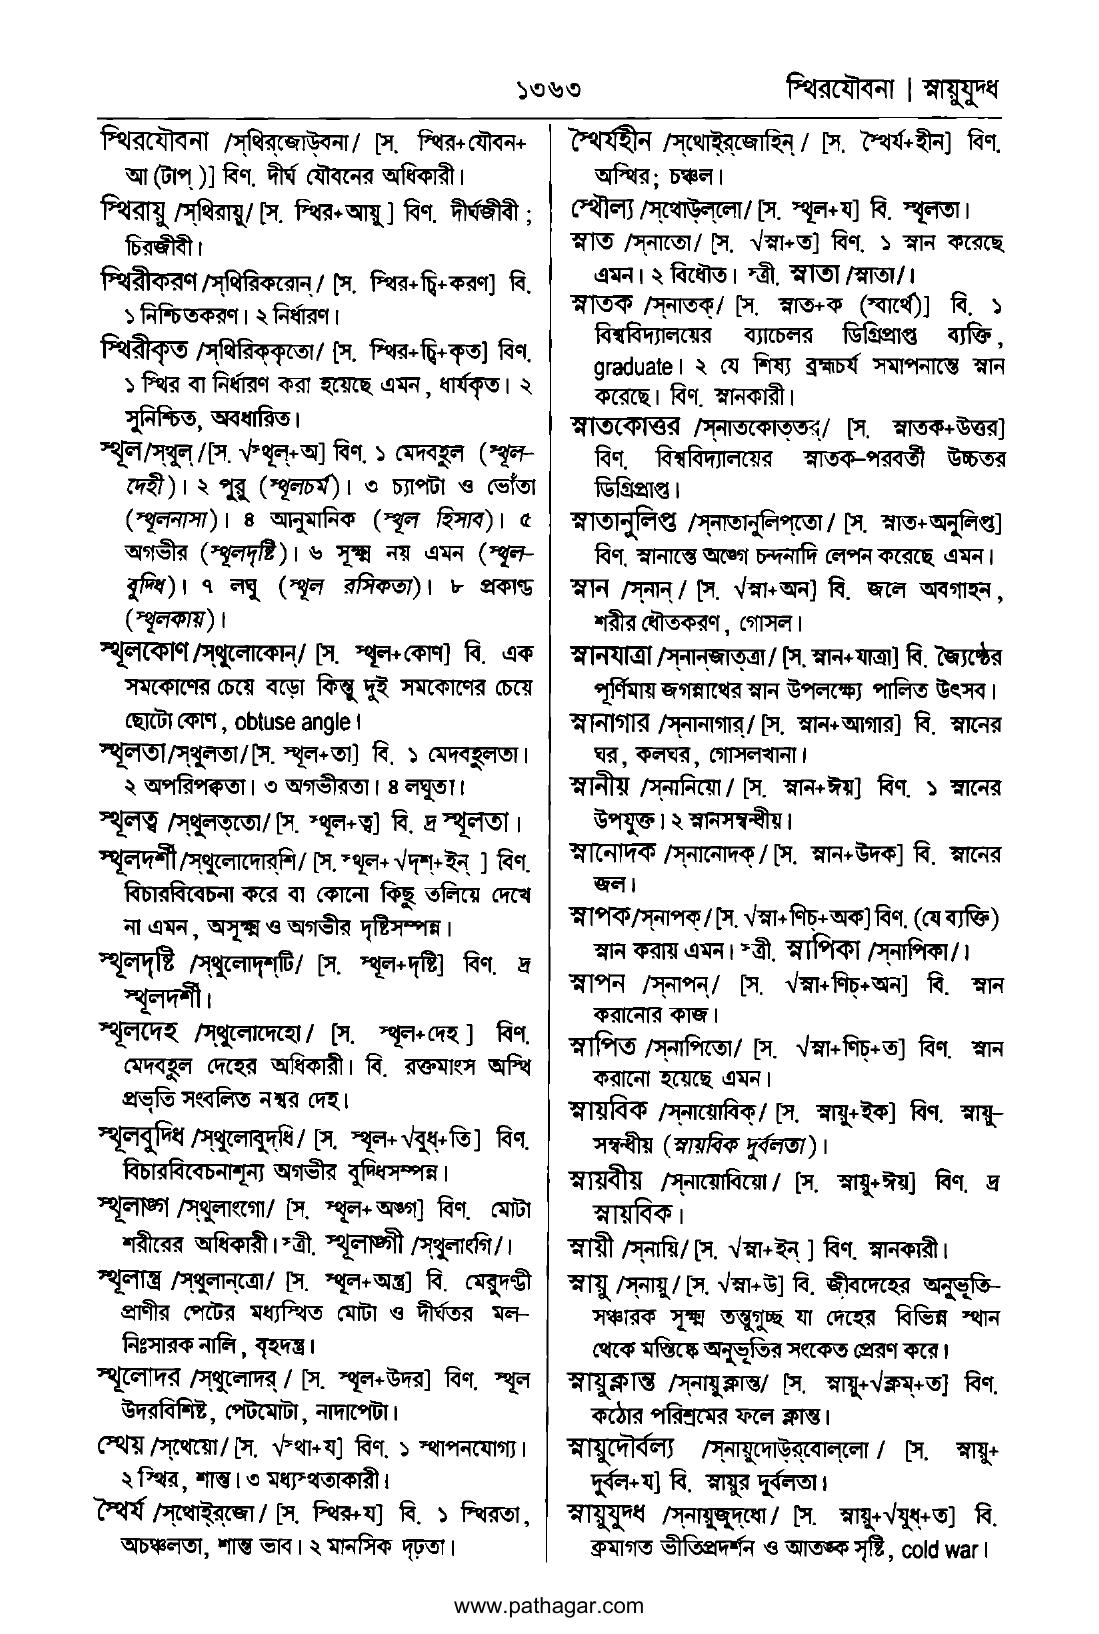 ১৩৬৩
স্থিরযৌবনা | স্নায়ুযুদ্ধ
স্থিরযৌবনা /স্‌থির্‌জোউ্‌বনা/ [স. স্থির+যৌবন+
আ (টাপ্‌)] বিণ. দীর্ঘ যৌবনের অধিকারী।
স্থিরায়ু /স্‌থিরায়ু/ [স. স্থির+আয়ু ] বিণ. দীর্ঘজীবী ;
চিরজীবী।
স্থিরীকরণ /স্‌থিরিকরোন্‌/ [স. স্থির+চ্বি+করণ] বি.
১ নিশ্চিতকরণ। ২ নির্ধারণ।
স্থিরীকৃত /স্‌থিরিক্‌কৃতো/ [স. স্থির+চ্বি+কৃত] বিণ.
১ স্থির বা নির্ধারণ করা হয়েছে এমন, ধার্যকৃত। ২
সুনিশ্চিত, অবধারিত।
স্থূল/স্‌থুল্‌ /[স. √স্থূল্‌+অ] বিণ. ১ মেদবহুল (স্থূল-
দেহী)। ২ পুরু (স্থূলচর্ম)। ৩ চ্যাপটা ও ভোঁতা
(স্থূলনাসা)। ৪ আনুমানিক (স্থূল হিসাব)। ৫
অগভীর (স্থূলদৃষ্টি)। ৬ সূক্ষ্ম নয় এমন (স্থূল-
বুদ্ধি)। ৭ লঘু (স্থূল রসিকতা)। ৮ প্রকাণ্ড
(স্থূলকায়)।
স্থূলকোণ /স্‌থুলোকোন্‌/ [স. স্থূল+কোণ] বি. এক
সমকোণের চেয়ে বড়ো কিন্তু দুই সমকোণের চেয়ে
ছোটো কোণ, obtuse angle।
স্থূলতা/স্‌থুলতা/[স. স্থূল+তা] বি. ১ মেদবহুলতা।
২ অপরিপক্বতা। ৩ অগভীরতা। ৪ লঘুতা।
স্থূলত্ব /স্‌থুলত্‌তো/ [স. স্থূল+ত্ব] বি. দ্র স্থূলতা।
স্থূলদর্শী/স্‌থুলোদোর্‌শি/ [স. স্থূল+√দৃশ্‌+ইন্‌ ] বিণ.
বিচারবিবেচনা করে বা কোনো কিছু তলিয়ে দেখে
না এমন, অসূক্ষ্ম ও অগভীর দৃষ্টিসম্পন্ন।
স্থূলদৃষ্টি /স্‌থুলোদৃশ্‌টি/ [স. স্থূল+দৃষ্টি] বিণ. দ্র
স্থূলদর্শী।
স্থূলদেহ /স্‌থুলোদেহো/ [স. স্থূল+দেহ ] বিণ.
মেদবহুল দেহের অধিকারী। বি. রক্তমাংস অস্থি
প্রভৃতি সংবলিত নশ্বর দেহ।
স্থূলবুদ্ধি /স্‌থুলোবুদ্‌ধি/ [স. স্থূল+√বুধ্‌+তি] বিণ.
বিচারবিবেচনাশূন্য অগভীর বুদ্ধিসম্পন্ন।
স্থূলাঙ্গ /স্‌থুলাংগো/ [স. স্থূল+অঙ্গ] বিণ. মোটা
শরীরের অধিকারী। স্ত্রী. স্থূলাঙ্গী /স্‌থুলাংগি/।
স্থূলান্ত্র /স্‌থুলান্‌ত্রো/ [স. স্থূল+অন্ত্র] বি. মেরুদণ্ডী
প্রাণীর পেটের মধ্যস্থিত মোটা ও দীর্ঘতর মল-
নিঃসারক নালি, বৃহদন্ত্র।
স্থূলোদর /স্‌থুলোদর্‌ / [স. স্থূল+উদর] বিণ. স্থূল
উদরবিশিষ্ট, পেটমোটা, নাদাপেটা।
স্থেয় /স্‌থেয়ো/ [স. √স্থা+য] বিণ. ১ স্থাপনযোগ্য।
২ স্থির, শান্ত। ৩ মধ্যস্থতাকারী।
স্থৈর্য /স্‌থোইর্‌জো/ [স. স্থির+য] বি. ১ স্থিরতা,
অচঞ্চলতা, শান্ত ভাব। ২ মানসিক দৃঢ়তা।
স্থৈর্যহীন /স্‌থোইর্‌জোহিন্‌/ [স. স্থৈর্য+হীন] বিণ.
অস্থির; চঞ্চল।
স্থৌল্য /স্‌থোউ্‌ল্‌লো/ [স. স্থূল+য] বি. স্থূলতা।
স্নাত /স্‌নাতো/ [স. √স্না+ত] বিণ. ১ স্নান করেছে
এমন। ২ বিধৌত। স্ত্রী. স্নাতা /স্নাতা/।
স্নাতক /স্‌নাতক্‌/ [স. স্নাত+ক (স্বার্থে)] বি. ১
বিশ্ববিদ্যালয়ের ব্যাচেলর ডিগ্রিপ্রাপ্ত ব্যক্তি,
graduate। ২ যে শিষ্য ব্রহ্মচর্য সমাপনান্তে স্নান
করেছে। বিণ. স্নানকারী।
স্নাতকোত্তর /স্‌নাতকোত্‌তর্‌/ [স. স্নাতক+উত্তর]
বিণ. বিশ্ববিদ্যালয়ের স্নাতক-পরবর্তী উচ্চতর
ডিগ্রিপ্রাপ্ত।
স্নাতানুলিপ্ত /স্‌নাতানুলিপ্‌তো/ [স. স্নাত+অনুলিপ্ত]
বিণ. স্নানান্তে অঙ্গে চন্দনাদি লেপন করেছে এমন।
স্নান /স্‌নান্‌ / [স. √স্না+অন] বি. জলে অবগাহন,
শরীর ধৌতকরণ, গোসল।
স্নানযাত্রা /স্‌নানজাত্‌ত্রা/ [স. স্নান+যাত্রা] বি. জ্যৈষ্ঠের
পূর্ণিমায় জগন্নাথের স্নান উপলক্ষ্যে পালিত উৎসব।
স্নানাগার /স্‌নানাগার্‌/ [স. স্নান+আগার] বি. স্নানের
ঘর, কলঘর, গোসলখানা।
স্নানীয় /স্‌নানিয়ো/ [স. স্নান+ঈয়] বিণ. ১ স্নানের
উপযুক্ত। ২ স্নানসম্বন্ধীয়।
স্নানোদক /স্‌নানোদক্‌/ [স. স্নান+উদক] বি. স্নানের
জল।
স্নাপক/স্‌নাপক্‌/ [স. √স্না+ণিচ্‌+অক] বিণ. (যে ব্যক্তি)
স্নান করায় এমন। স্ত্রী. স্নাপিকা /স্‌নাপিকা/।
স্নাপন /স্‌নাপন্‌/ [স. √স্না+ণিচ্‌+অন] বি. স্নান
করানোর কাজ।
স্নাপিত /স্‌নাপিতো/ [স. √স্না+ণিচ্‌+ত] বিণ. স্নান
করানো হয়েছে এমন।
স্নায়বিক /স্‌নায়োবিক্‌/ [স. স্নায়ু+ইক] বিণ. স্নায়ু-
সম্বন্ধীয় (স্নায়বিক দুর্বলতা)।
স্নায়বীয় /স্‌নায়োবিয়ো/ [স. স্নায়ু+ঈয়] বিণ. দ্র
স্নায়বিক।
স্নায়ী /স্‌নায়ি/ [স. √স্না+ইন্‌ ] বিণ. স্নানকারী।
স্নায়ু /স্‌নায়ু/ [স. √স্না+উ] বি. জীবদেহের অনুভূতি-
সঞ্চারক সূক্ষ্ম তন্তুগুচ্ছ যা দেহের বিভিন্ন স্থান
থেকে মস্তিষ্কে অনুভূতির সংকেত প্রেরণ করে।
স্নায়ুক্লান্ত /স্‌নায়ুক্লান্ত/ [স. স্নায়ু+√ক্লম্‌+ত] বিণ.
কঠোর পরিশ্রমের ফলে ক্লান্ত।
স্নায়ুদৌর্বল্য /স্‌নায়ুদোউর্‌বোল্‌লো / [স. স্নায়ু+
দুর্বল+য] বি. স্নায়ুর দুর্বলতা।
স্নায়ুযুদ্ধ /স্‌নায়ুজুদ্‌ধো/ [স. স্নায়ু+√যুধ্‌+ত] বি.
ক্রমাগত ভীতিপ্রদর্শন ও আতঙ্ক সৃষ্টি, cold war।
www.pathagar.com